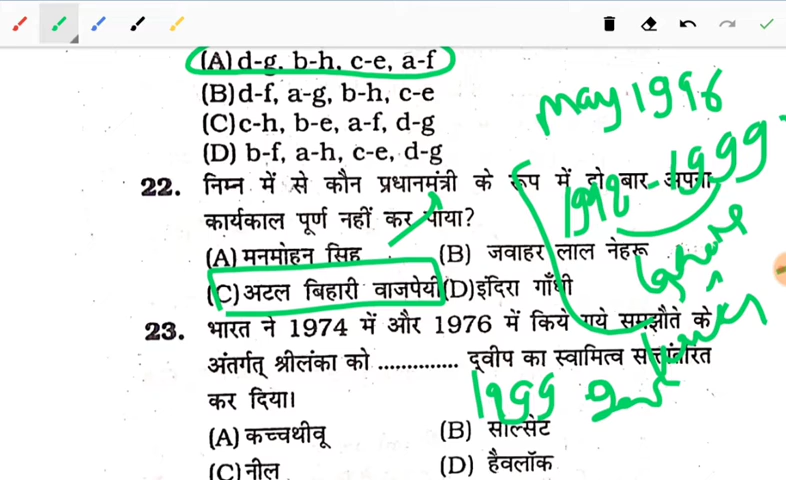 (A) d-g, b-h, c-e, a-f
(B) d-f, a-g, b-h, c-e
(C) c-h, b-e, a-f, d-g
(D) b-f, a-h, c-e, d-g
may 1996
22. निम्न में से कौन प्रधानमंत्री के रूप में दो बार अपना
कार्यकाल पूर्ण नहीं कर पाया?
1998-1999
(A) मनमोहन सिंह (B) जवाहर लाल नेहरू
(C) अटल बिहारी वाजपेयी (D) इंदिरा गाँधी
23. भारत ने 1974 में और 1976 में किये गये समझौते के
अंतर्गत् श्रीलंका को .............. द्वीप का स्वामित्व सत्तांतरित
कर दिया।
1999
(A) कच्चथीवू (B) साल्सेट
(C) नील (D) हैवलॉक